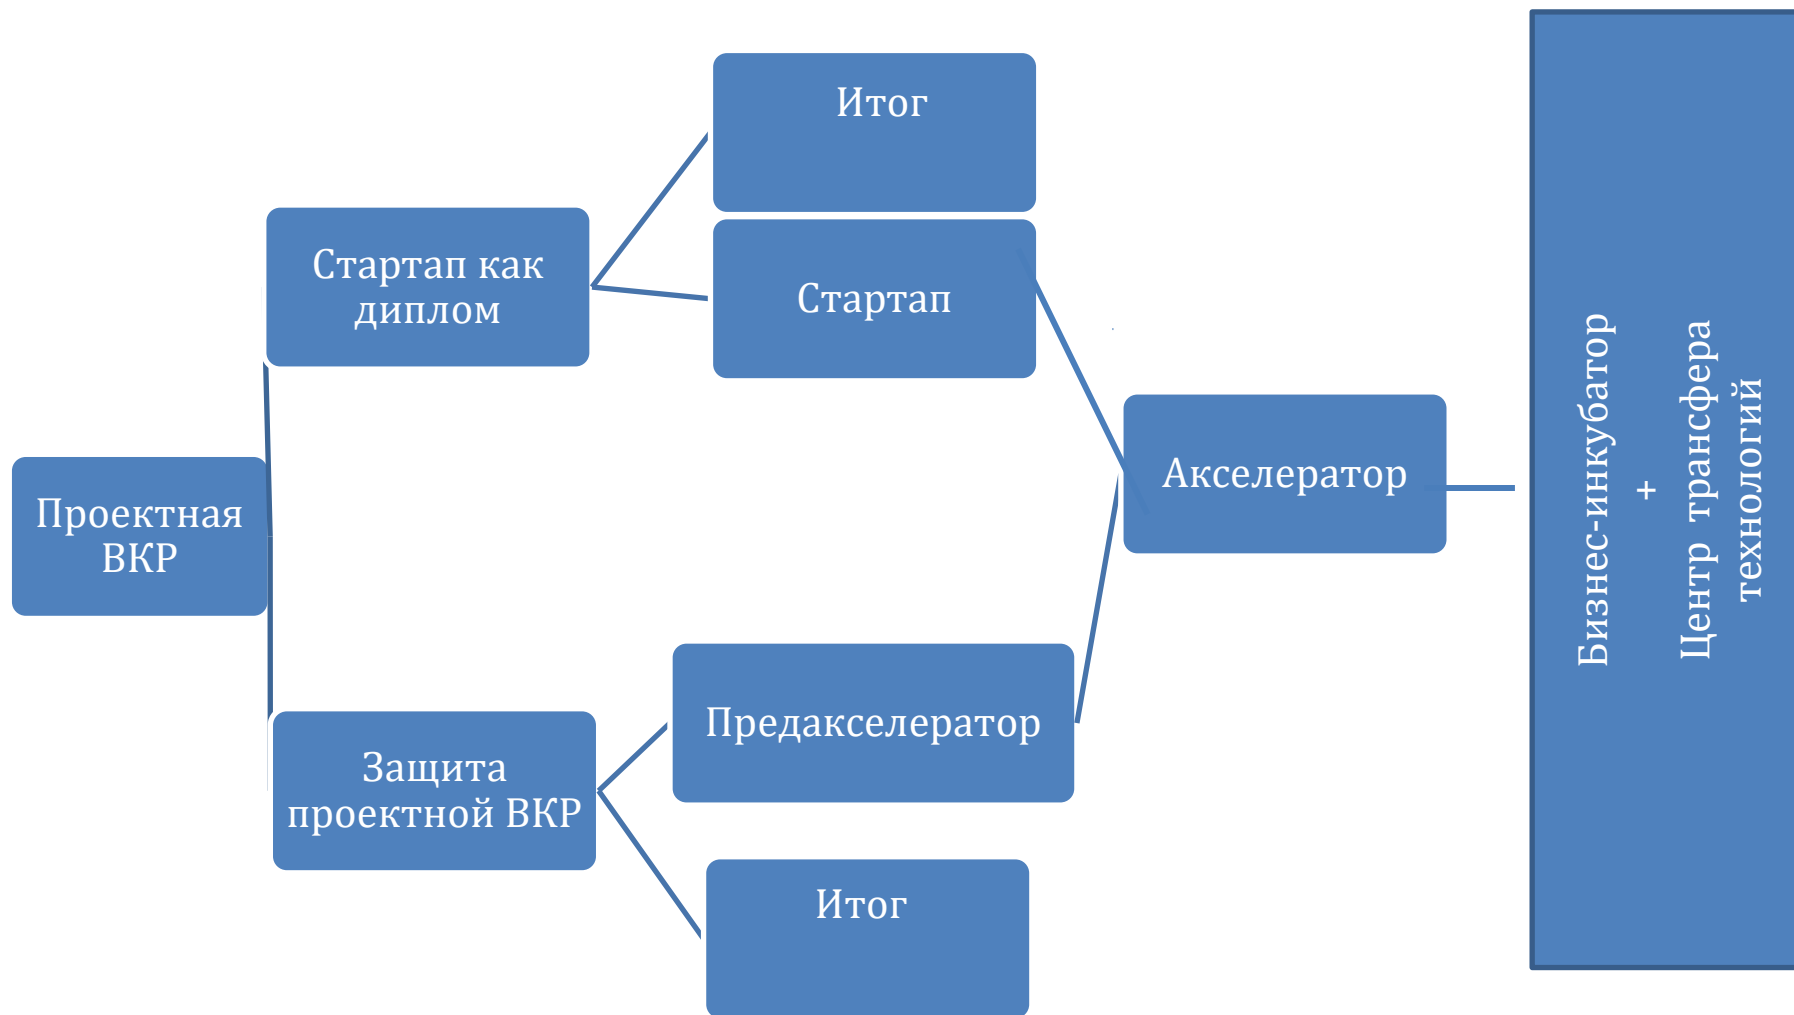 Итог
Стартап как
диплом
Стартап
Проектная
ВКР
Акселератор
Предакселератор
Защита
проектной ВКР
Итог
Бизнес-инкубатор
+
Центр трансфера
технологий